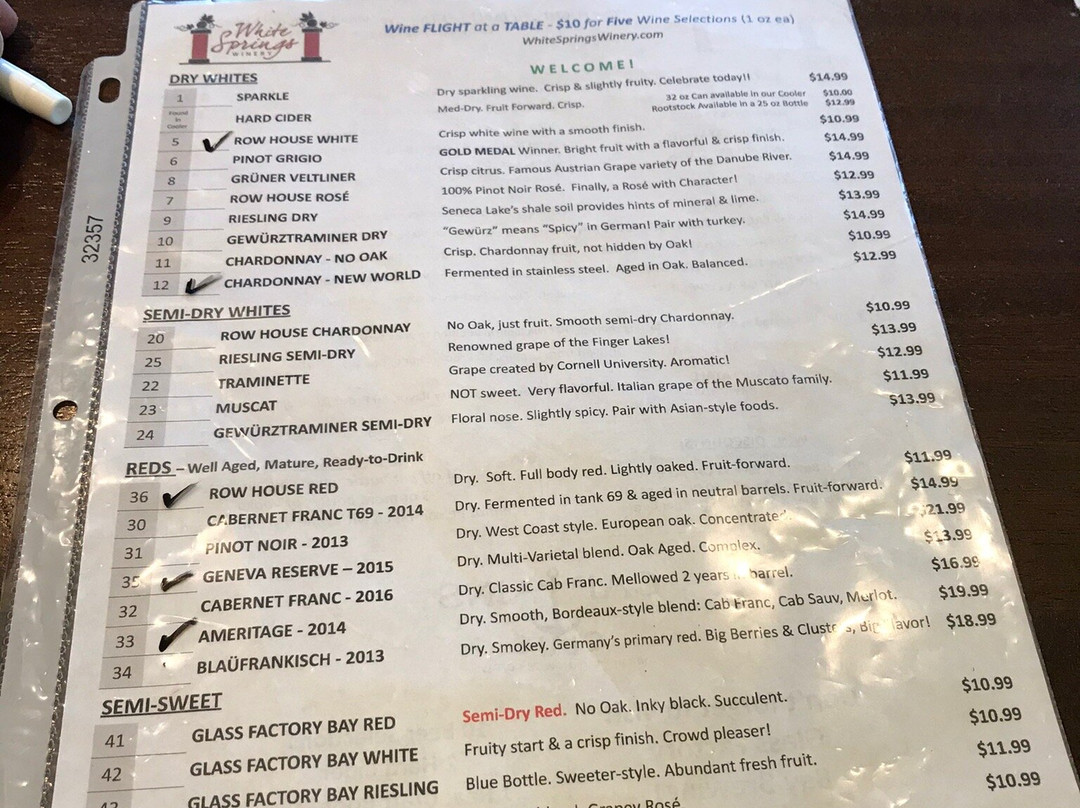 White Springs WINERY
Wine FLIGHT at a TABLE - $10 for Five Wine Selections (1 oz ea)
WhiteSpringsWinery.com
WELCOME!
DRY WHITES
1 SPARKLE Dry sparkling wine. Crisp & slightly fruity. Celebrate today!! $14.99
Found In Cooler HARD CIDER Med-Dry. Fruit Forward. Crisp. 32 oz Can available in our Cooler $10.00
Rootstock Available in a 25 oz Bottle $12.99
5 ROW HOUSE WHITE Crisp white wine with a smooth finish. $10.99
6 PINOT GRIGIO GOLD MEDAL Winner. Bright fruit with a flavorful & crisp finish. $14.99
8 GRÜNER VELTLINER Crisp citrus. Famous Austrian Grape variety of the Danube River. $14.99
7 ROW HOUSE ROSÉ 100% Pinot Noir Rosé. Finally, a Rosé with Character! $12.99
9 RIESLING DRY Seneca Lake's shale soil provides hints of mineral & lime. $13.99
10 GEWÜRZTRAMINER DRY "Gewürz" means "Spicy" in German! Pair with turkey. $14.99
11 CHARDONNAY - NO OAK Crisp. Chardonnay fruit, not hidden by Oak! $10.99
12 CHARDONNAY - NEW WORLD Fermented in stainless steel. Aged in Oak. Balanced. $12.99
SEMI-DRY WHITES
20 ROW HOUSE CHARDONNAY No Oak, just fruit. Smooth semi-dry Chardonnay. $10.99
25 RIESLING SEMI-DRY Renowned grape of the Finger Lakes! $13.99
22 TRAMINETTE Grape created by Cornell University. Aromatic! $12.99
23 MUSCAT NOT sweet. Very flavorful. Italian grape of the Muscato family. $11.99
24 GEWÜRZTRAMINER SEMI-DRY Floral nose. Slightly spicy. Pair with Asian-style foods. $13.99
REDS – Well Aged, Mature, Ready-to-Drink
36 ROW HOUSE RED Dry. Soft. Full body red. Lightly oaked. Fruit-forward. $11.99
30 CABERNET FRANC T69 - 2014 Dry. Fermented in tank 69 & aged in neutral barrels. Fruit-forward. $14.99
31 PINOT NOIR - 2013 Dry. West Coast style. European oak. Concentrated. $21.99
35 GENEVA RESERVE – 2015 Dry. Multi-Varietal blend. Oak Aged. Complex. $13.99
32 CABERNET FRANC - 2016 Dry. Classic Cab Franc. Mellowed 2 years in barrel. $16.99
33 AMERITAGE - 2014 Dry. Smooth, Bordeaux-style blend: Cab Franc, Cab Sauv, Merlot. $19.99
34 BLAÜFRANKISCH - 2013 Dry. Smokey. Germany's primary red. Big Berries & Clusters, Big Flavor! $18.99
SEMI-SWEET
41 GLASS FACTORY BAY RED Semi-Dry Red. No Oak. Inky black. Succulent. $10.99
42 GLASS FACTORY BAY WHITE Fruity start & a crisp finish. Crowd pleaser! $10.99
GLASS FACTORY BAY RIESLING Blue Bottle. Sweeter-style. Abundant fresh fruit. $11.99
Grapey Rosé $10.99
32357